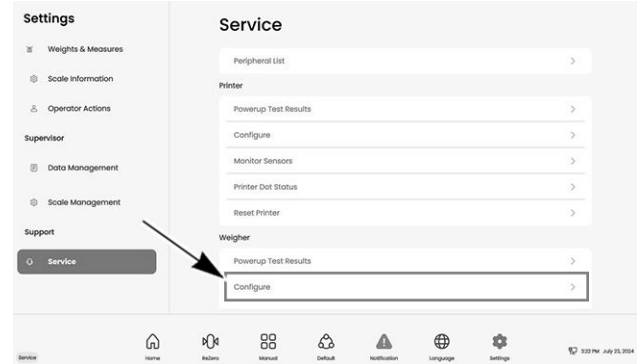 Settings
Weights & Measures
Scale Information
Operator Actions
Supervisor
Data Management
Scale Management
Support
Service
Service
Peripheral List
Printer
Powerup Test Results
Configure
Monitor Sensors
Printer Dot Status
Reset Printer
Weigher
Powerup Test Results
Configure
Service
Home
ReZero
Manual
Default
Notification
Language
Settings
3:22 PM July 23, 2024